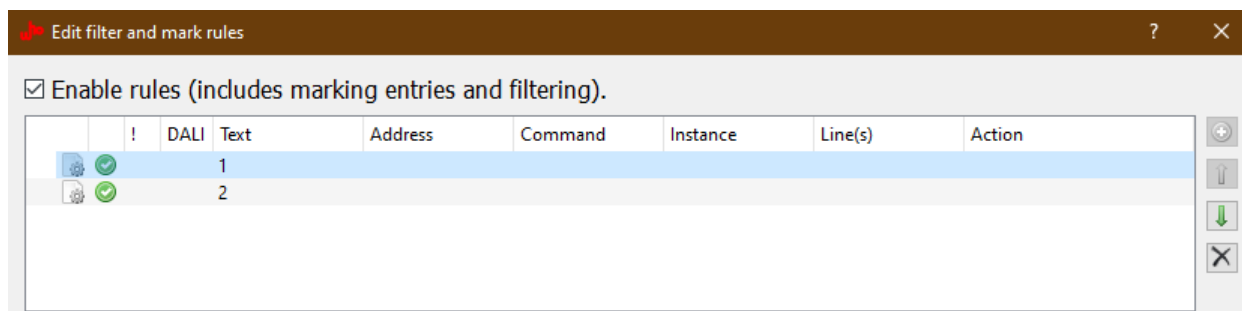 Edit filter and mark rules ?
Enable rules (includes marking entries and filtering).
! DALI Text Address Command Instance Line(s) Action
1
2